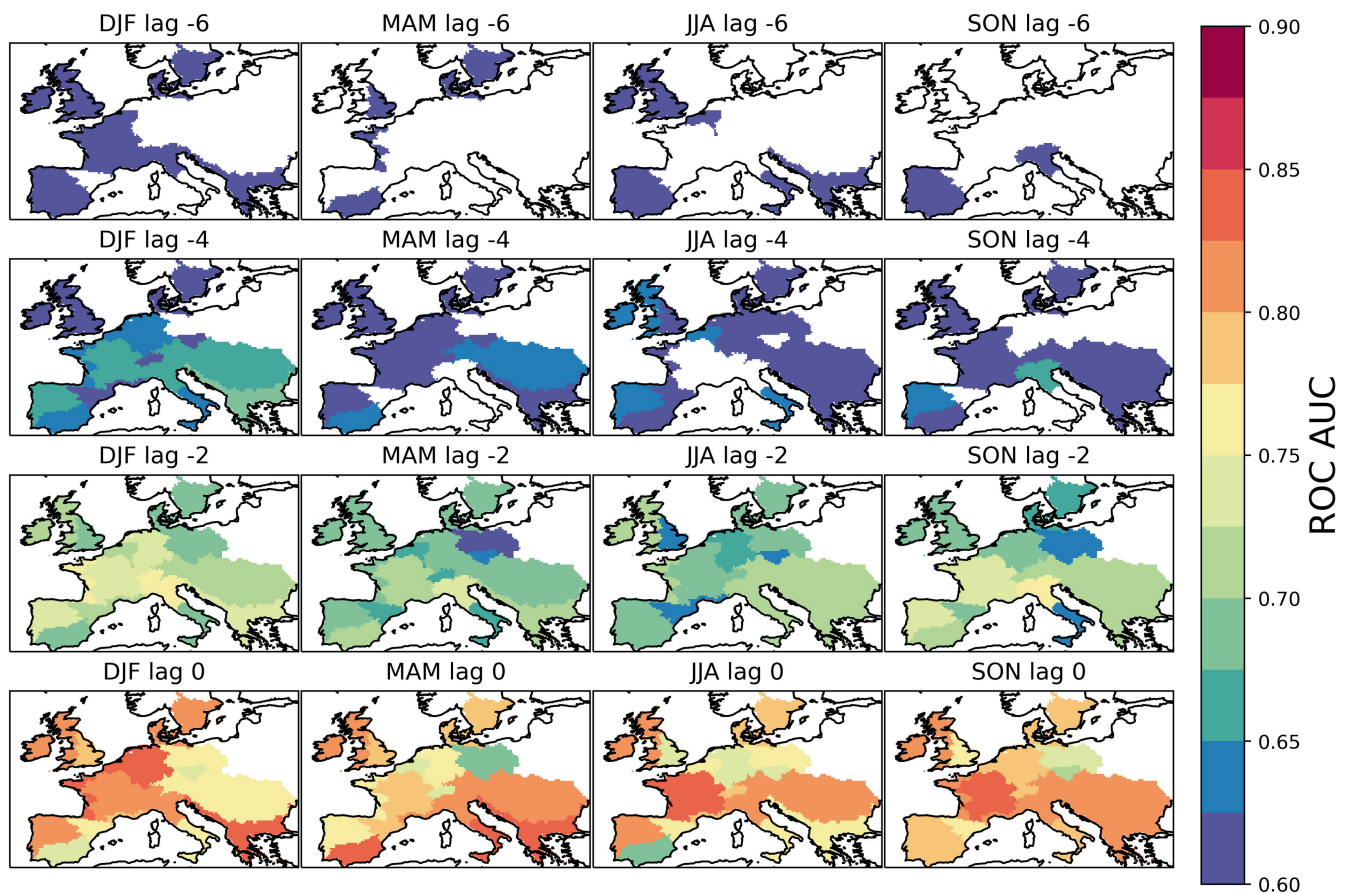 DJF lag -6
MAM lag -6
JJA lag -6
SON lag -6
DJF lag -4
MAM lag -4
JJA lag -4
SON lag -4
DJF lag -2
MAM lag -2
JJA lag -2
SON lag -2
DJF lag 0
MAM lag 0
JJA lag 0
SON lag 0
0.90
0.85
0.80
0.75
0.70
0.65
0.60
ROC AUC